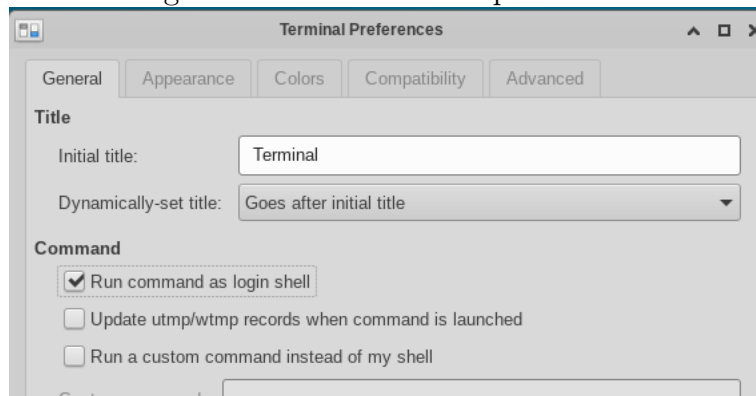 Terminal Preferences
General Appearance Colors Compatibility Advanced
Title
Initial title: Terminal
Dynamically-set title: Goes after initial title
Command
Run command as login shell
Update utmp/wtmp records when command is launched
Run a custom command instead of my shell